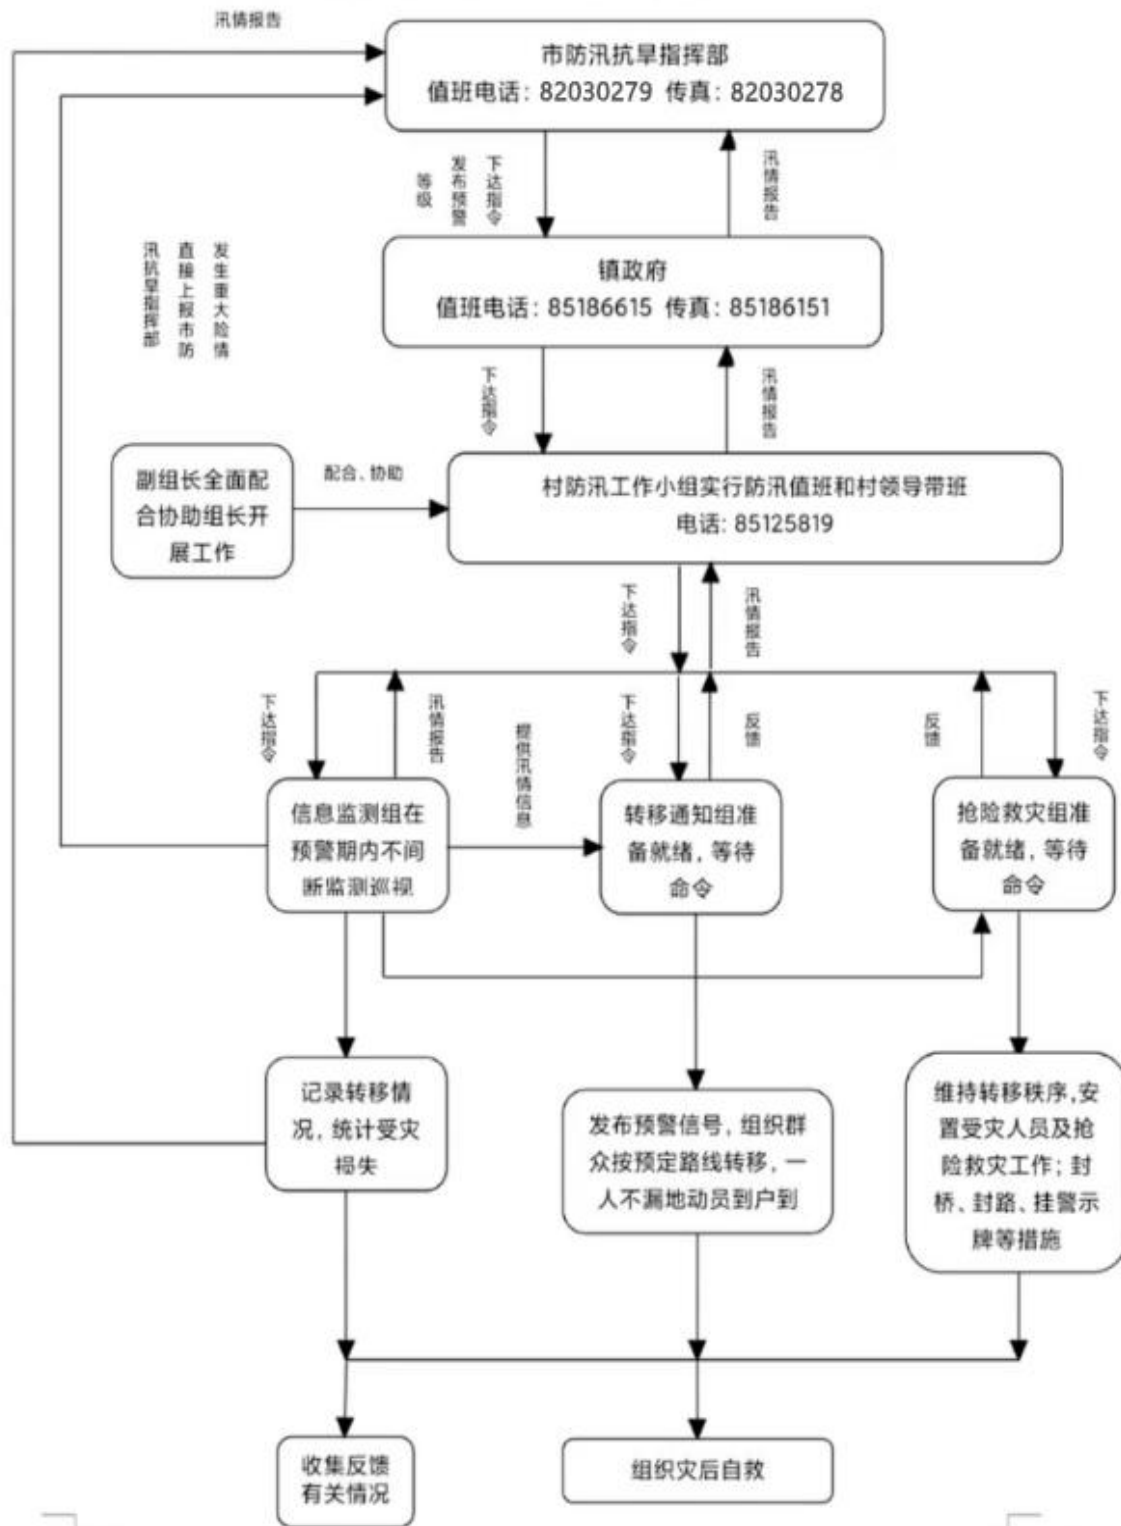 汛情报告
市防汛抗旱指挥部
值班电话：82030279 传真：82030278
下达指令
发布预警
等级
汛情报告
发生重大险情
直接上报市防
汛抗旱指挥部
镇政府
值班电话：85186615 传真：85186151
下达指令
汛情报告
副组长全面配
合协助组长开
展工作
配合、协助
村防汛工作小组实行防汛值班和村领导带班
电话：85125819
下达指令
汛情报告
下达指令
汛情报告
提供汛情信息
下达指令
反馈
反馈
下达指令
信息监测组在
预警期内不间
断监测巡视
转移通知组准
备就绪，等待
命令
抢险救灾组准
备就绪，等待
命令
记录转移情
况，统计受灾
损失
发布预警信号，组织群
众按预定路线转移，一
人不漏地动员到户到
维持转移秩序，安
置受灾人员及抢
险救灾工作；封
桥、封路、挂警示
牌等措施
收集反馈
有关情况
组织灾后自救